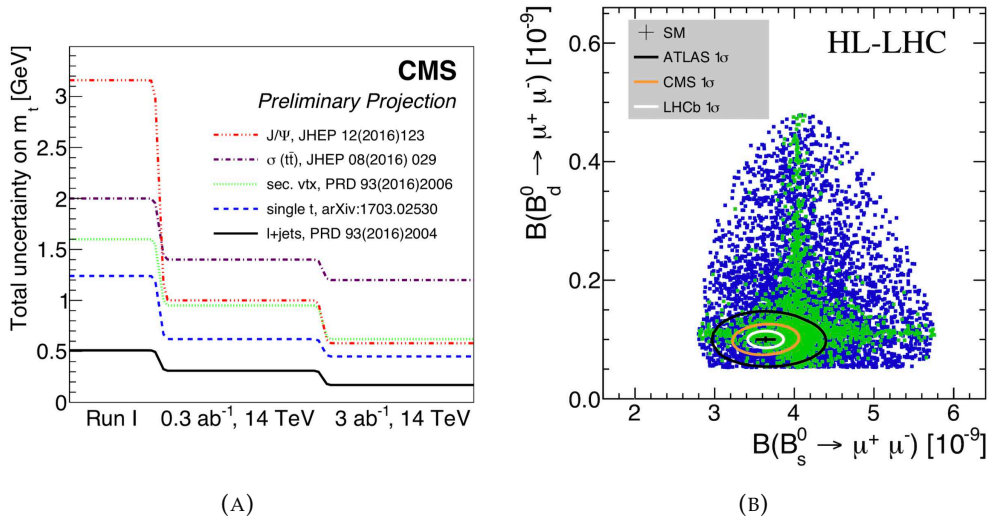 Total uncertainty on m_t [GeV]
3
2.5
2
1.5
1
0.5
0
CMS
Preliminary Projection
J/Ψ, JHEP 12(2016)123
σ (tt̄), JHEP 08(2016) 029
sec. vtx, PRD 93(2016)2006
single t, arXiv:1703.02530
l+jets, PRD 93(2016)2004
Run I 0.3 ab⁻¹, 14 TeV 3 ab⁻¹, 14 TeV
(A)
B(B⁰_d → μ⁺ μ⁻) [10⁻⁹]
0.6
0.4
0.2
0.0
SM
ATLAS 1σ
CMS 1σ
LHCb 1σ
HL-LHC
2 3 4 5 6
B(B⁰_s → μ⁺ μ⁻) [10⁻⁹]
(B)